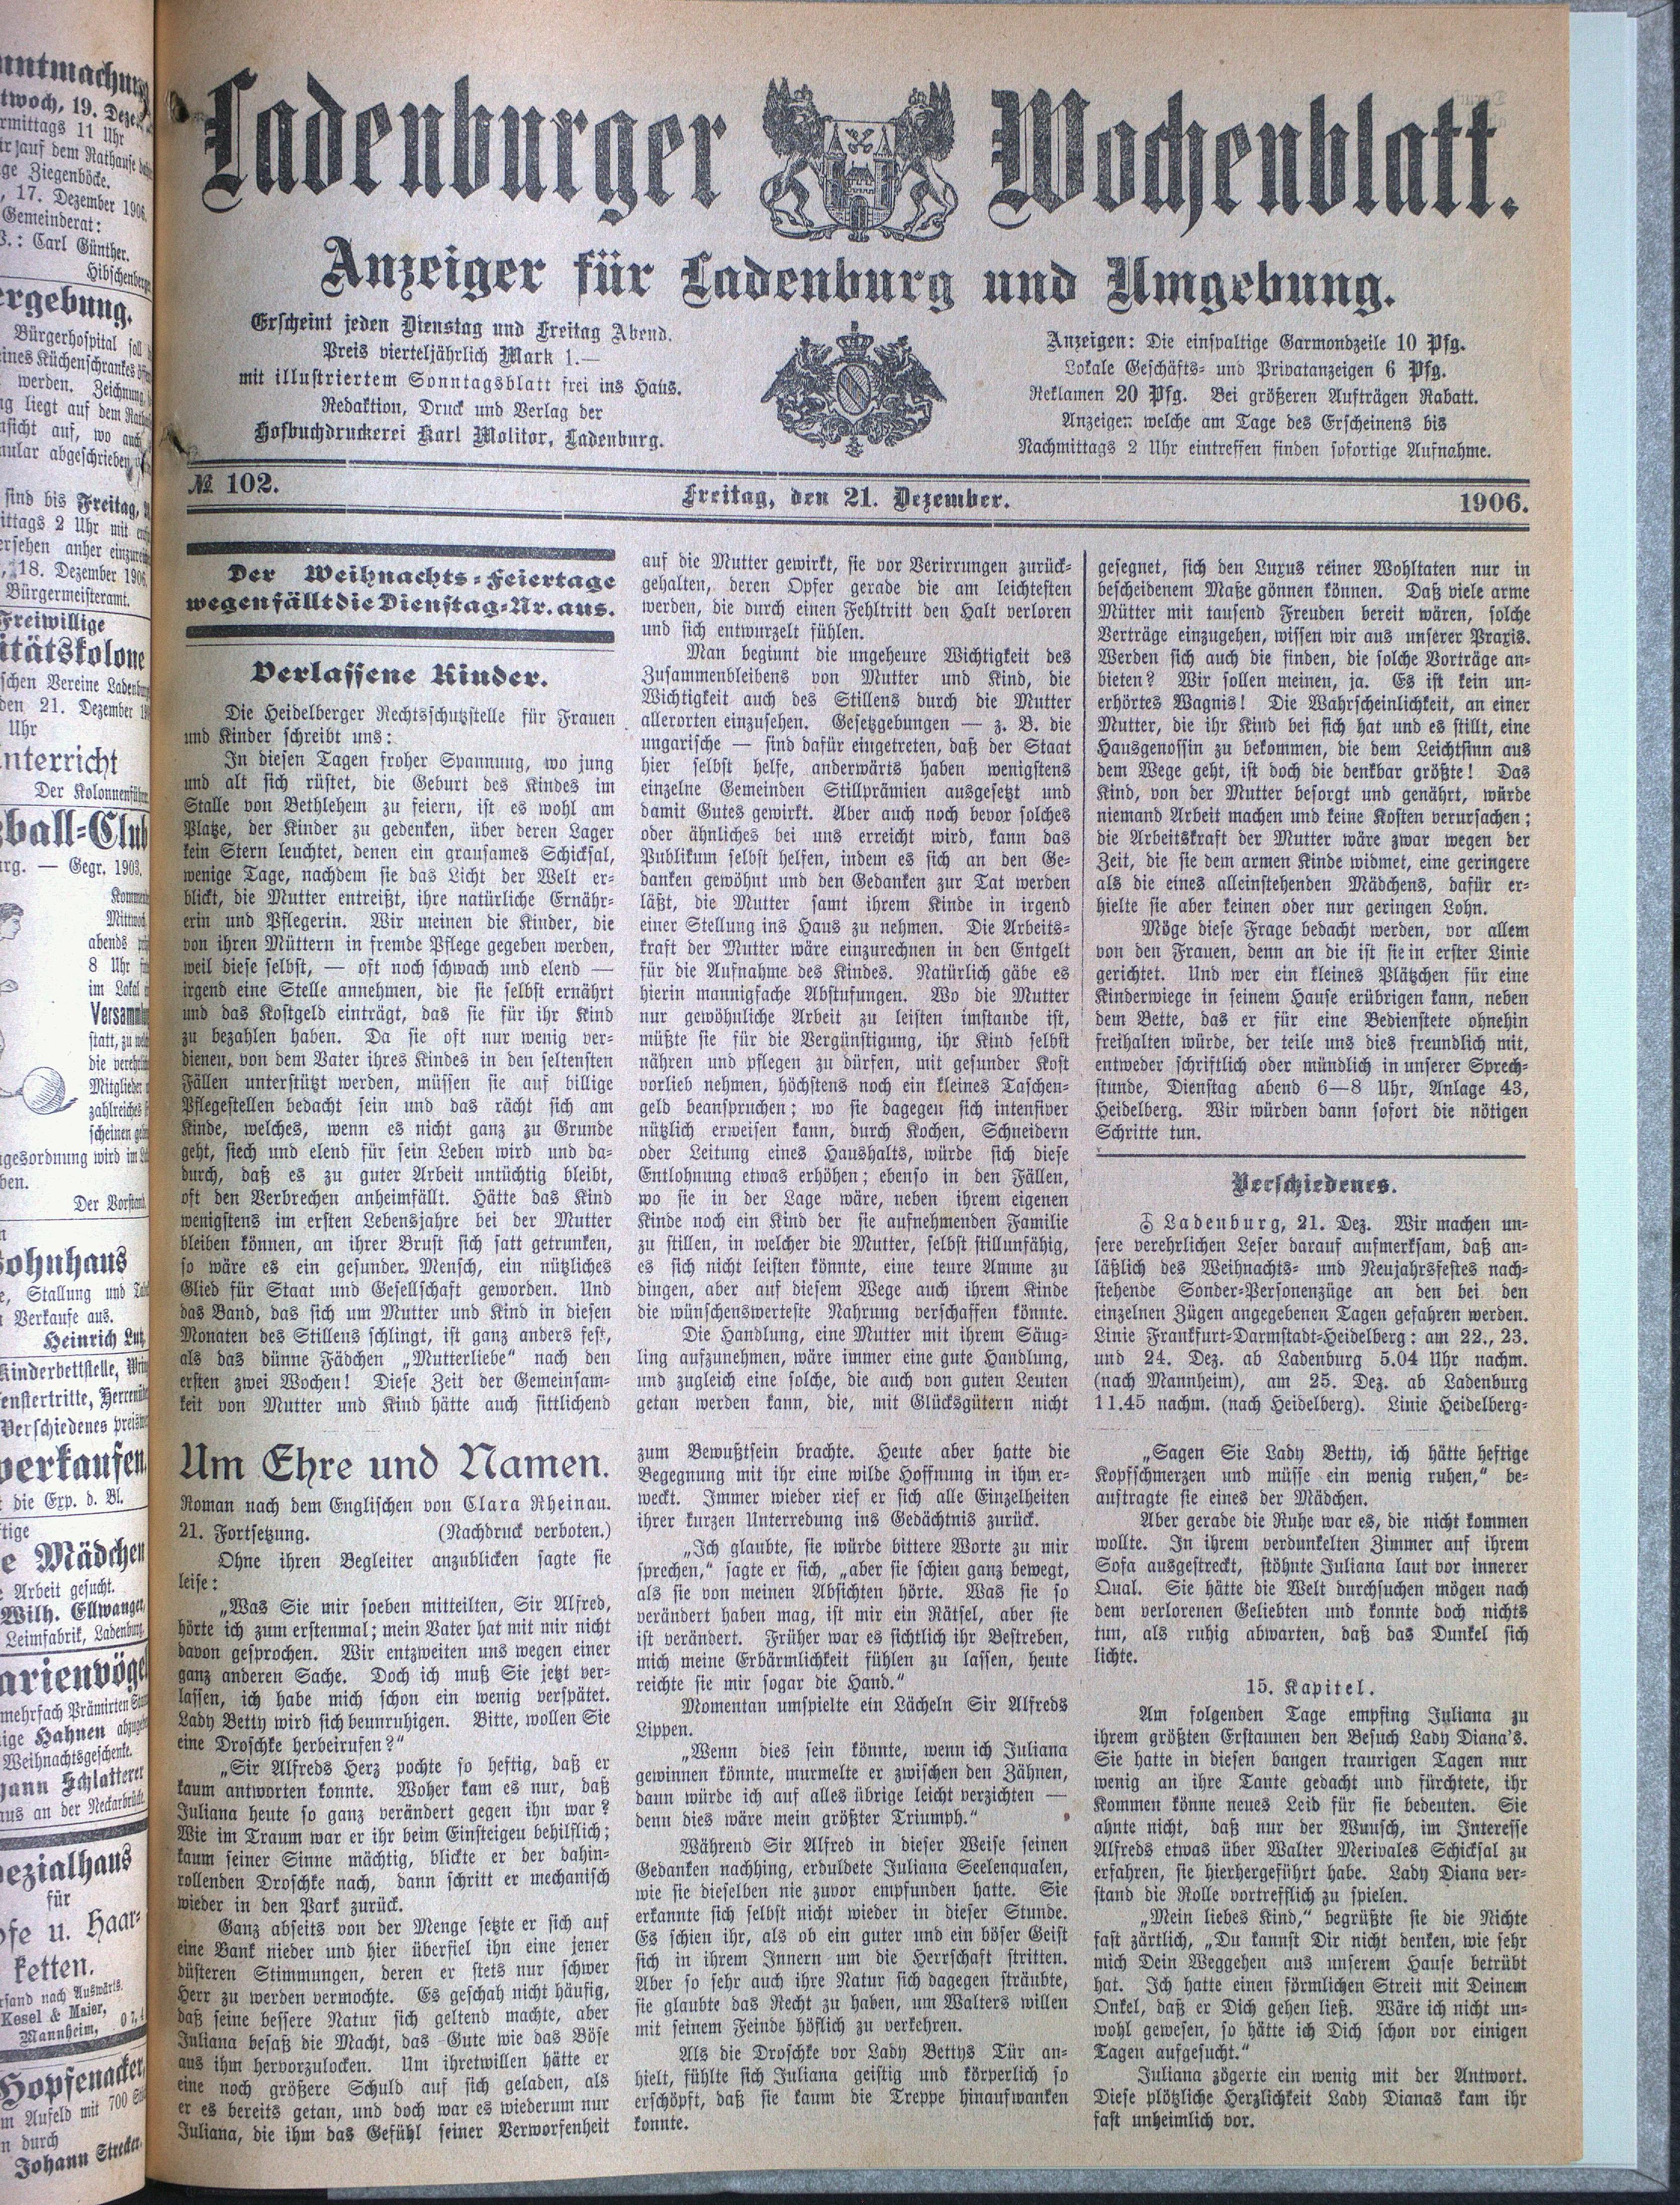 Ladenburger Wochenblatt.
Anzeiger für Ladenburg und Umgebung.
Erscheint jeden Dienstag und Freitag Abend.
Preis vierteljährlich Mark 1.—
mit illustriertem Sonntagsblatt frei ins Haus.
Redaktion, Druck und Verlag der
Hofbuchdruckerei Karl Molitor, Ladenburg.
Anzeigen: Die einspaltige Garmondzeile 10 Pfg.
Lokale Geschäfts- und Privatanzeigen 6 Pfg.
Reklamen 20 Pfg. Bei größeren Aufträgen Rabatt.
Anzeigen welche am Tage des Erscheinens bis
Nachmittags 2 Uhr eintreffen finden sofortige Aufnahme.
№ 102.
Freitag, den 21. Dezember.
1906.
Der Weihnachts-Feiertage
wegen fällt die Dienstag-Nr. aus.
Verlassene Kinder.
Die Heidelberger Rechtsschutzstelle für Frauen
und Kinder schreibt uns:
In diesen Tagen froher Spannung, wo jung
und alt sich rüstet, die Geburt des Kindes im
Stalle von Bethlehem zu feiern, ist es wohl am
Platze, der Kinder zu gedenken, über deren Lager
kein Stern leuchtet, denen ein grausames Schicksal,
wenige Tage, nachdem sie das Licht der Welt er-
blickt, die Mutter entreißt, ihre natürliche Ernähr-
erin und Pflegerin. Wir meinen die Kinder, die
von ihren Müttern in fremde Pflege gegeben werden,
weil diese selbst, — oft noch schwach und elend —
irgend eine Stelle annehmen, die sie selbst ernährt
und das Kostgeld einträgt, das sie für ihr Kind
zu bezahlen haben. Da sie oft nur wenig ver-
dienen, von dem Vater ihres Kindes in den seltensten
Fällen unterstützt werden, müssen sie auf billige
Pflegestellen bedacht sein und das rächt sich am
Kinde, welches, wenn es nicht ganz zu Grunde
geht, siech und elend für sein Leben wird und da-
durch, daß es zu guter Arbeit untüchtig bleibt,
oft den Verbrechen anheimfällt. Hätte das Kind
wenigstens im ersten Lebensjahre bei der Mutter
bleiben können, an ihrer Brust sich satt getrunken,
so wäre es ein gesunder Mensch, ein nützliches
Glied für Staat und Gesellschaft geworden. Und
das Band, das sich um Mutter und Kind in diesen
Monaten des Stillens schlingt, ist ganz anders fest,
als das dünne Fädchen „Mutterliebe“ nach den
ersten zwei Wochen! Diese Zeit der Gemeinsam-
keit von Mutter und Kind hätte auch sittlichend
auf die Mutter gewirkt, sie vor Verirrungen zurück-
gehalten, deren Opfer gerade die am leichtesten
werden, die durch einen Fehltritt den Halt verloren
und sich entwurzelt fühlen.
Man beginnt die ungeheure Wichtigkeit des
Zusammenbleibens von Mutter und Kind, die
Wichtigkeit auch des Stillens durch die Mutter
allerorten einzusehen. Gesetzgebungen — z. B. die
ungarische — sind dafür eingetreten, daß der Staat
hier selbst helfe, anderwärts haben wenigstens
einzelne Gemeinden Stillprämien ausgesetzt und
damit Gutes gewirkt. Aber auch noch bevor solches
oder ähnliches bei uns erreicht wird, kann das
Publikum selbst helfen, indem es sich an den Ge-
danken gewöhnt und den Gedanken zur Tat werden
läßt, die Mutter samt ihrem Kinde in irgend
einer Stellung ins Haus zu nehmen. Die Arbeits-
kraft der Mutter wäre einzurechnen in den Entgelt
für die Aufnahme des Kindes. Natürlich gäbe es
hierin mannigfache Abstufungen. Wo die Mutter
nur gewöhnliche Arbeit zu leisten imstande ist,
müßte sie für die Vergünstigung, ihr Kind selbst
nähren und pflegen zu dürfen, mit gesunder Kost
vorlieb nehmen, höchstens noch ein kleines Taschen-
geld beanspruchen; wo sie dagegen sich intensiver
nützlich erweisen kann, durch Kochen, Schneidern
oder Leitung eines Haushalts, würde sich diese
Entlohnung etwas erhöhen; ebenso in den Fällen,
wo sie in der Lage wäre, neben ihrem eigenen
Kinde noch ein Kind der sie aufnehmenden Familie
zu stillen, in welcher die Mutter, selbst stillunfähig,
es sich nicht leisten könnte, eine teure Amme zu
dingen, aber auf diesem Wege auch ihrem Kinde
die wünschenswerteste Nahrung verschaffen könnte.
Die Handlung, eine Mutter mit ihrem Säug-
ling aufzunehmen, wäre immer eine gute Handlung,
und zugleich eine solche, die auch von guten Leuten
getan werden kann, die, mit Glücksgütern nicht
gesegnet, sich den Luxus reiner Wohltaten nur in
bescheidenem Maße gönnen können. Daß viele arme
Mütter mit tausend Freuden bereit wären, solche
Verträge einzugehen, wissen wir aus unserer Praxis.
Werden sich auch die finden, die solche Vorträge an-
bieten? Wir sollen meinen, ja. Es ist kein un-
erhörtes Wagnis! Die Wahrscheinlichkeit, an einer
Mutter, die ihr Kind bei sich hat und es stillt, eine
Hausgenossin zu bekommen, die dem Leichtsinn aus
dem Wege geht, ist doch die denkbar größte! Das
Kind, von der Mutter besorgt und genährt, würde
niemand Arbeit machen und keine Kosten verursachen;
die Arbeitskraft der Mutter wäre zwar wegen der
Zeit, die sie dem armen Kinde widmet, eine geringere
als die eines alleinstehenden Mädchens, dafür er-
hielte sie aber keinen oder nur geringen Lohn.
Möge diese Frage bedacht werden, vor allem
von den Frauen, denn an die ist sie in erster Linie
gerichtet. Und wer ein kleines Plätzchen für eine
Kinderwiege in seinem Hause erübrigen kann, neben
dem Bette, das er für eine Bedienstete ohnehin
freihalten würde, der teile uns dies freundlich mit,
entweder schriftlich oder mündlich in unserer Sprech-
stunde, Dienstag abend 6—8 Uhr, Anlage 43,
Heidelberg. Wir würden dann sofort die nötigen
Schritte tun.
Verschiedenes.
Ladenburg, 21. Dez. Wir machen un-
sere verehrlichen Leser darauf aufmerksam, daß an-
läßlich des Weihnachts- und Neujahrsfestes nach-
stehende Sonder-Personenzüge an den bei den
einzelnen Zügen angegebenen Tagen gefahren werden.
Linie Frankfurt-Darmstadt-Heidelberg: am 22., 23.
und 24. Dez. ab Ladenburg 5.04 Uhr nachm.
(nach Mannheim), am 25. Dez. ab Ladenburg
11.45 nachm. (nach Heidelberg). Linie Heidelberg-
Um Ehre und Namen.
Roman nach dem Englischen von Clara Rheinau.
21. Fortsetzung. (Nachdruck verboten.)
Ohne ihren Begleiter anzublicken sagte sie
leise:
„Was Sie mir soeben mitteilten, Sir Alfred,
hörte ich zum erstenmal; mein Vater hat mit mir nicht
davon gesprochen. Wir entzweiten uns wegen einer
ganz anderen Sache. Doch ich muß Sie jetzt ver-
lassen, ich habe mich schon ein wenig verspätet.
Lady Betty wird sich beunruhigen. Bitte, wollen Sie
eine Droschke herbeirufen?“
„Sir Alfreds Herz pochte so heftig, daß er
kaum antworten konnte. Woher kam es nur, daß
Juliana heute so ganz verändert gegen ihn war?
Wie im Traum war er ihr beim Einsteigeu behilflich;
kaum seiner Sinne mächtig, blickte er der dahin-
rollenden Droschke nach, dann schritt er mechanisch
wieder in den Park zurück.
Ganz abseits von der Menge setzte er sich auf
eine Bank nieder und hier überfiel ihn eine jener
düsteren Stimmungen, deren er stets nur schwer
Herr zu werden vermochte. Es geschah nicht häufig,
daß seine bessere Natur sich geltend machte, aber
Juliana besaß die Macht, das Gute wie das Böse
aus ihm hervorzulocken. Um ihretwillen hätte er
eine noch größere Schuld auf sich geladen, als
er es bereits getan, und doch war es wiederum nur
Juliana, die ihm das Gefühl seiner Verworfenheit
zum Bewußtsein brachte. Heute aber hatte die
Begegnung mit ihr eine wilde Hoffnung in ihm er-
weckt. Immer wieder rief er sich alle Einzelheiten
ihrer kurzen Unterredung ins Gedächtnis zurück.
„Ich glaubte, sie würde bittere Worte zu mir
sprechen,“ sagte er sich, „aber sie schien ganz bewegt,
als sie von meinen Absichten hörte. Was sie so
verändert haben mag, ist mir ein Rätsel, aber sie
ist verändert. Früher war es sichtlich ihr Bestreben,
mich meine Erbärmlichkeit fühlen zu lassen, heute
reichte sie mir sogar die Hand.“
Momentan umspielte ein Lächeln Sir Alfreds
Lippen.
„Wenn dies sein könnte, wenn ich Juliana
gewinnen könnte, murmelte er zwischen den Zähnen,
dann würde ich auf alles übrige leicht verzichten —
denn dies wäre mein größter Triumph.“
Während Sir Alfred in dieser Weise seinen
Gedanken nachhing, erduldete Juliana Seelenqualen,
wie sie dieselben nie zuvor empfunden hatte. Sie
erkannte sich selbst nicht wieder in dieser Stunde.
Es schien ihr, als ob ein guter und ein böser Geist
sich in ihrem Innern um die Herrschaft stritten.
Aber so sehr auch ihre Natur sich dagegen sträubte,
sie glaubte das Recht zu haben, um Walters willen
mit seinem Feinde höflich zu verkehren.
Als die Droschke vor Lady Bettys Tür an-
hielt, fühlte sich Juliana geistig und körperlich so
erschöpft, daß sie kaum die Treppe hinaufwanken
konnte.
„Sagen Sie Lady Betty, ich hätte heftige
Kopfschmerzen und müsse ein wenig ruhen,“ be-
auftragte sie eines der Mädchen.
Aber gerade die Ruhe war es, die nicht kommen
wollte. In ihrem verdunkelten Zimmer auf ihrem
Sofa ausgestreckt, stöhnte Juliana laut vor innerer
Qual. Sie hätte die Welt durchsuchen mögen nach
dem verlorenen Geliebten und konnte doch nichts
tun, als ruhig abwarten, daß das Dunkel sich
lichte.
15. Kapitel.
Am folgenden Tage empfing Juliana zu
ihrem größten Erstaunen den Besuch Lady Diana's.
Sie hatte in diesen bangen traurigen Tagen nur
wenig an ihre Tante gedacht und fürchtete, ihr
Kommen könne neues Leid für sie bedeuten. Sie
ahnte nicht, daß nur der Wunsch, im Interesse
Alfreds etwas über Walter Merivales Schicksal zu
erfahren, sie hierhergeführt habe. Lady Diana ver-
stand die Rolle vortrefflich zu spielen.
„Mein liebes Kind,“ begrüßte sie die Nichte
fast zärtlich, „Du kannst Dir nicht denken, wie sehr
mich Dein Weggehen aus unserem Hause betrübt
hat. Ich hatte einen förmlichen Streit mit Deinem
Onkel, daß er Dich gehen ließ. Wäre ich nicht un-
wohl gewesen, so hätte ich Dich schon vor einigen
Tagen aufgesucht.“
Juliana zögerte ein wenig mit der Antwort.
Diese plötzliche Herzlichkeit Lady Dianas kam ihr
fast unheimlich vor.